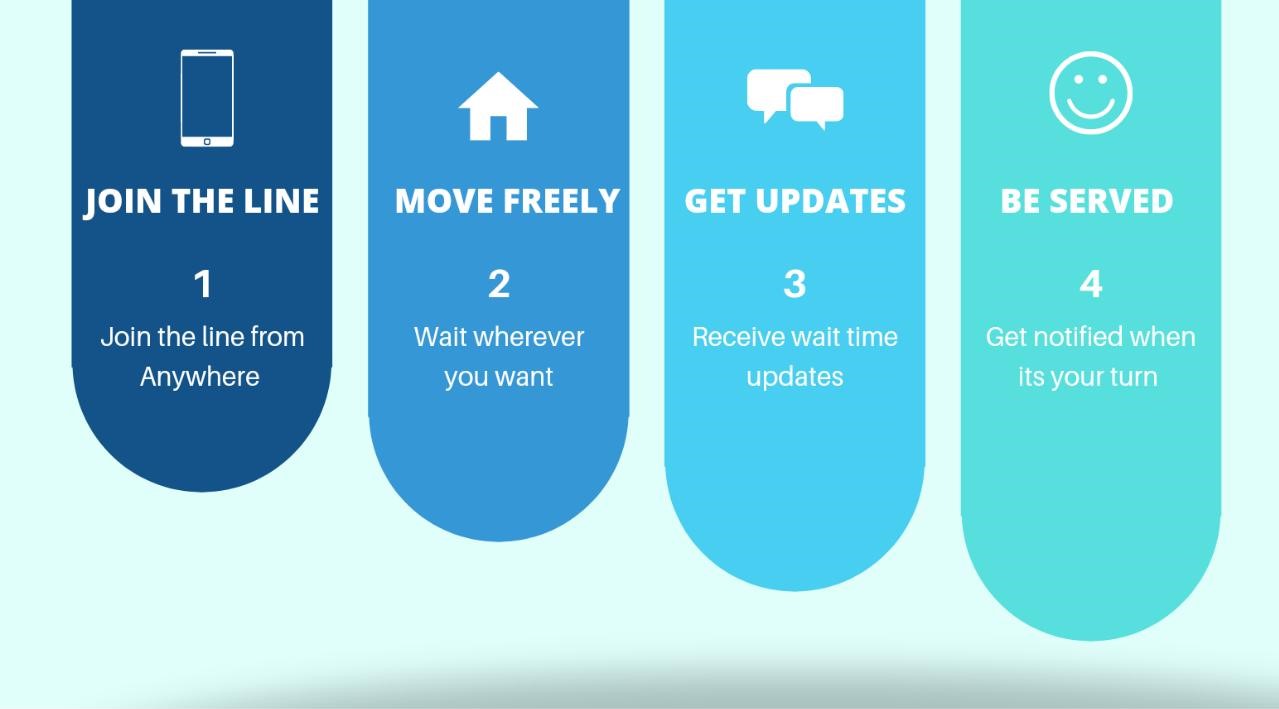 JOIN THE LINE
1
Join the line from
Anywhere
MOVE FREELY
2
Wait wherever
you want
GET UPDATES
3
Receive wait time
updates
BE SERVED
4
Get notified when
its your turn